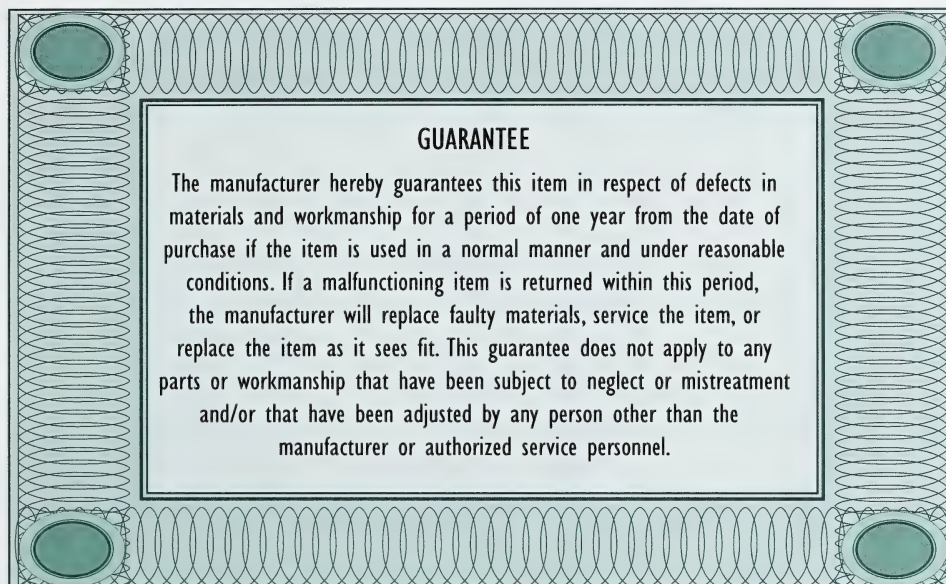 GUARANTEE
The manufacturer hereby guarantees this item in respect of defects in
materials and workmanship for a period of one year from the date of
purchase if the item is used in a normal manner and under reasonable
conditions. If a malfunctioning item is returned within this period,
the manufacturer will replace faulty materials, service the item, or
replace the item as it sees fit. This guarantee does not apply to any
parts or workmanship that have been subject to neglect or mistreatment
and/or that have been adjusted by any person other than the
manufacturer or authorized service personnel.